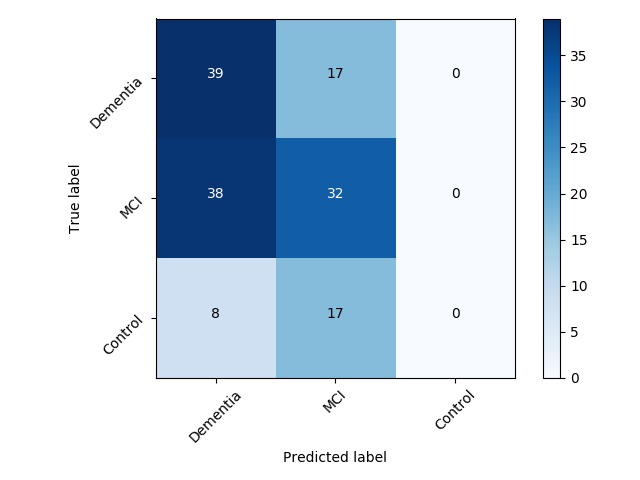 True label
Dementia
39 17 0
MCI
38 32 0
Control
8 17 0
Dementia MCI Control
Predicted label
35
30
25
20
15
10
5
0